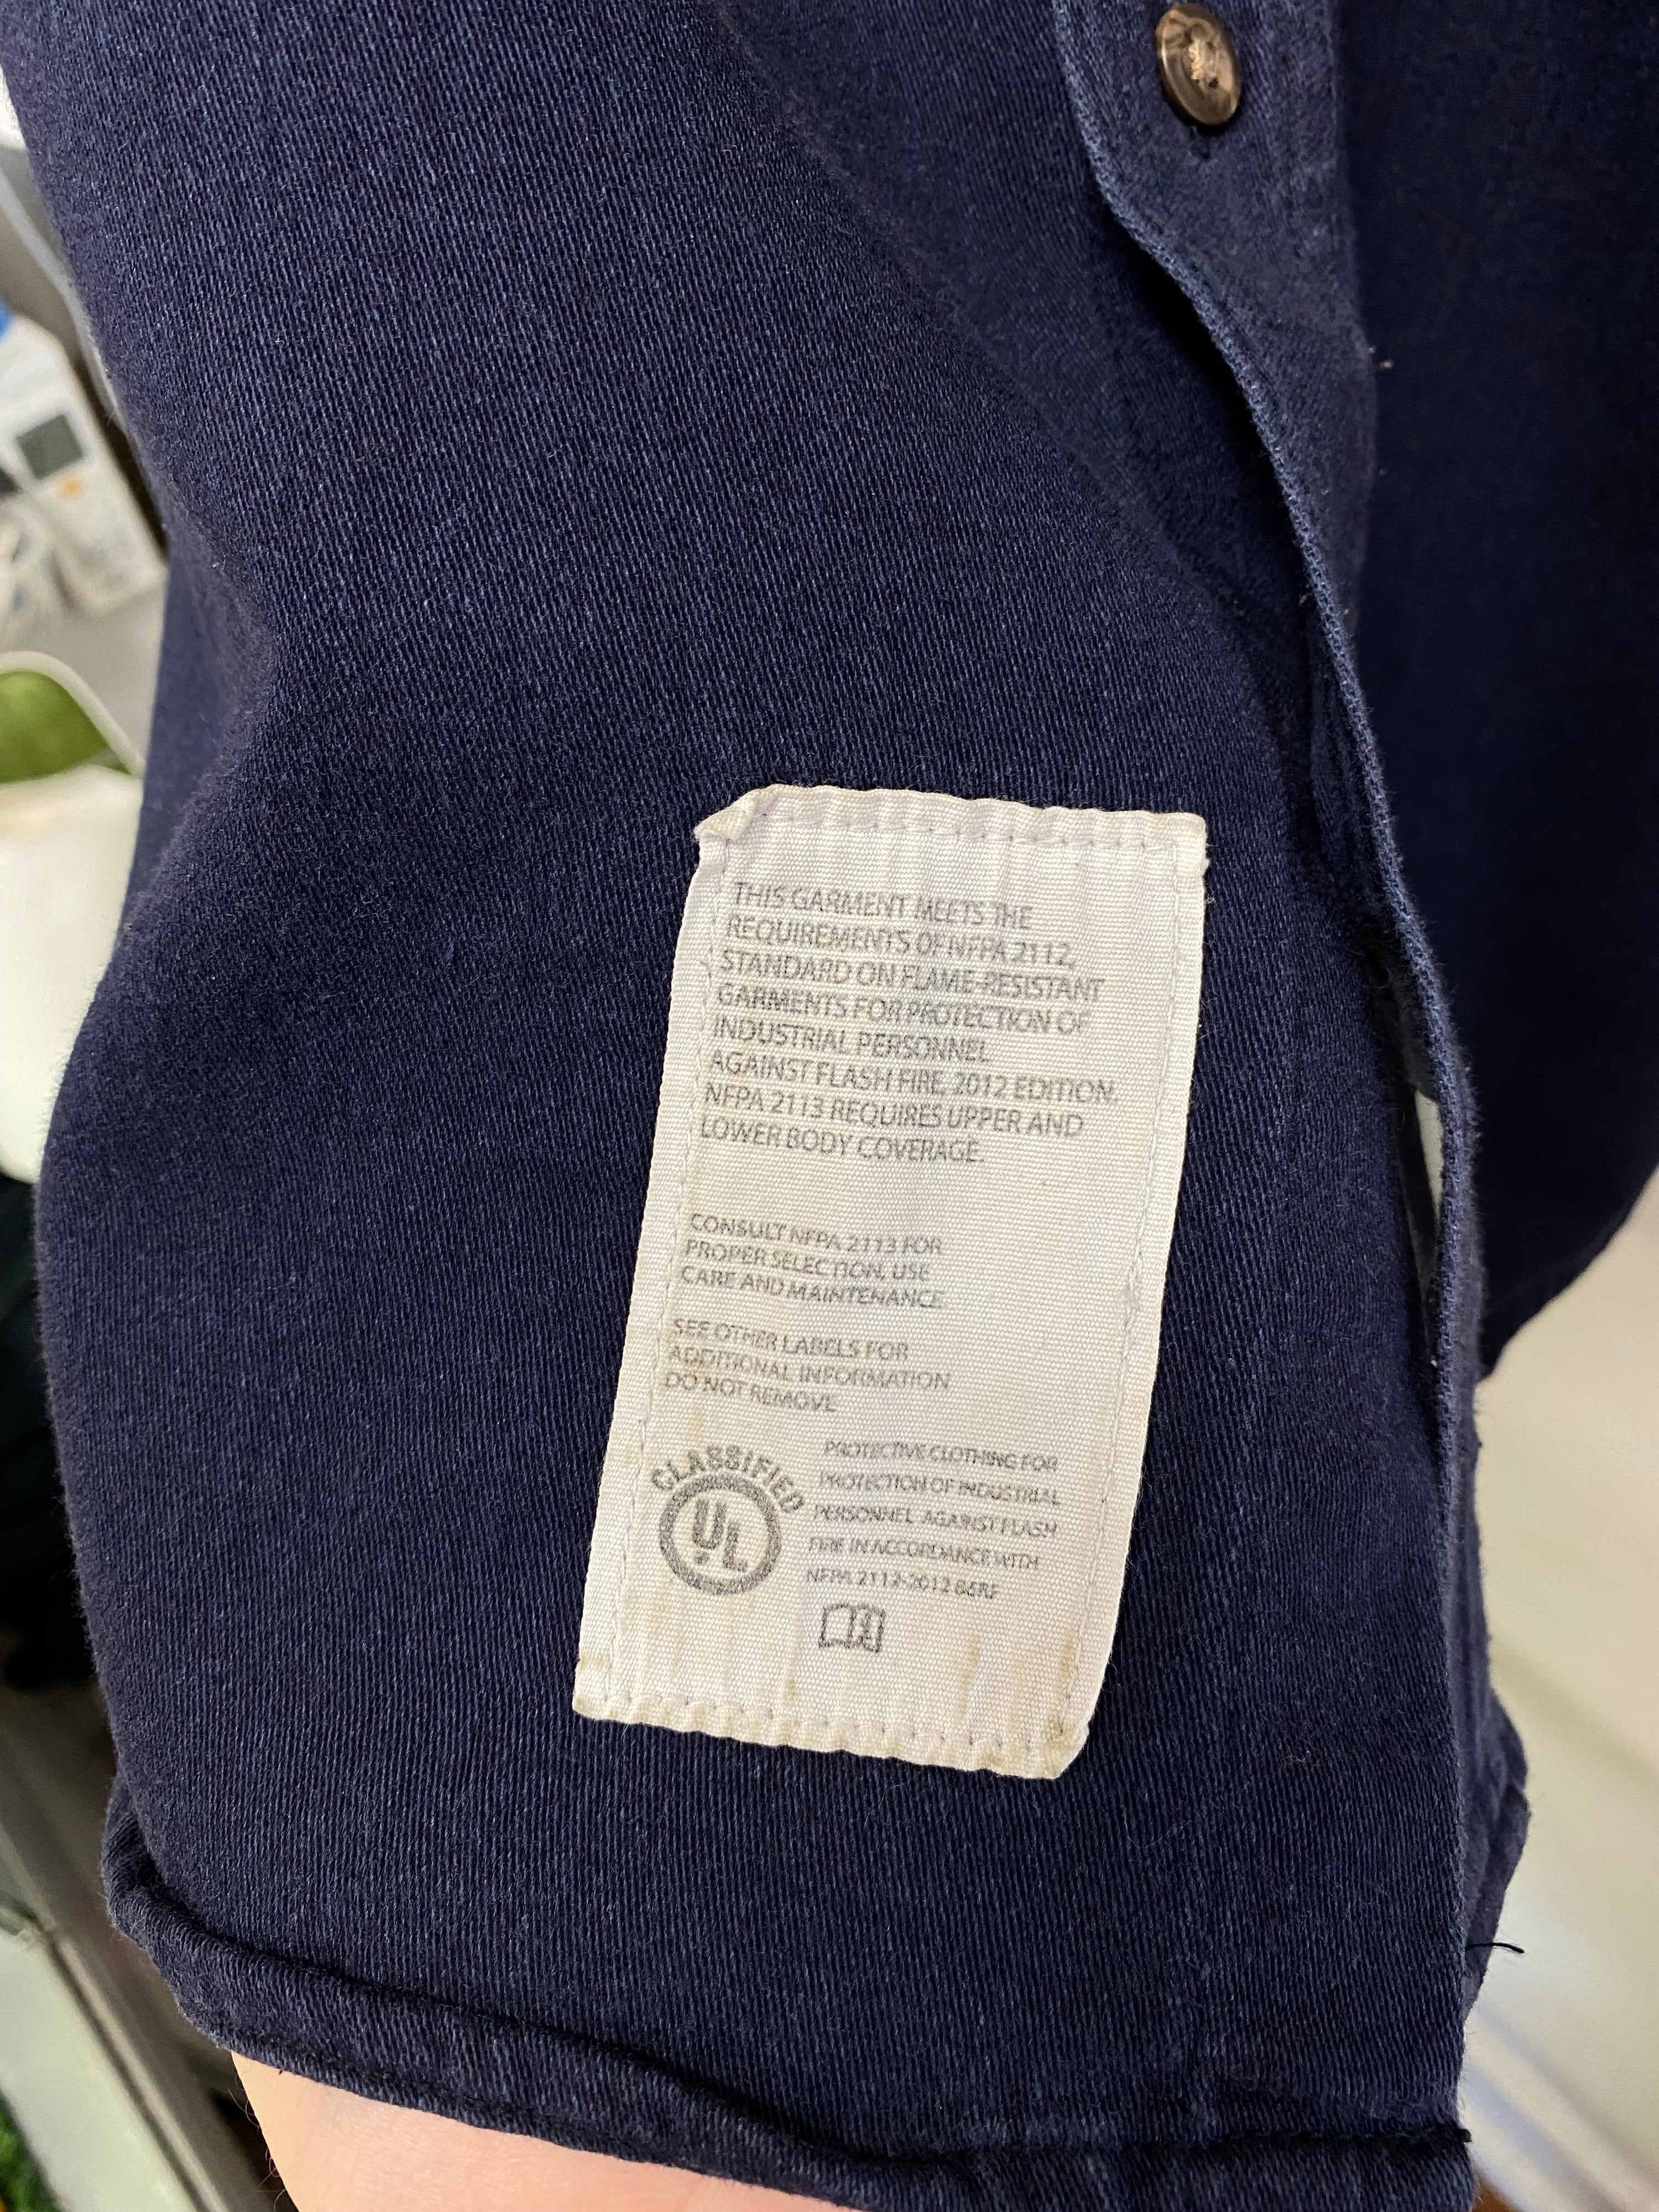 THIS GARMENT MEETS THE
REQUIREMENTS OF NFPA 2112,
STANDARD ON FLAME-RESISTANT
GARMENTS FOR PROTECTION OF
INDUSTRIAL PERSONNEL
AGAINST FLASH FIRE, 2012 EDITION.
NFPA 2113 REQUIRES UPPER AND
LOWER BODY COVERAGE.
CONSULT NFPA 2113 FOR
PROPER SELECTION, USE
CARE AND MAINTENANCE
SEE OTHER LABELS FOR
ADDITIONAL INFORMATION
DO NOT REMOVE
CLASSIFIED
UL
PROTECTIVE CLOTHING FOR
PROTECTION OF INDUSTRIAL
PERSONNEL AGAINST FLASH
FIRE IN ACCORDANCE WITH
NFPA 2112-2012